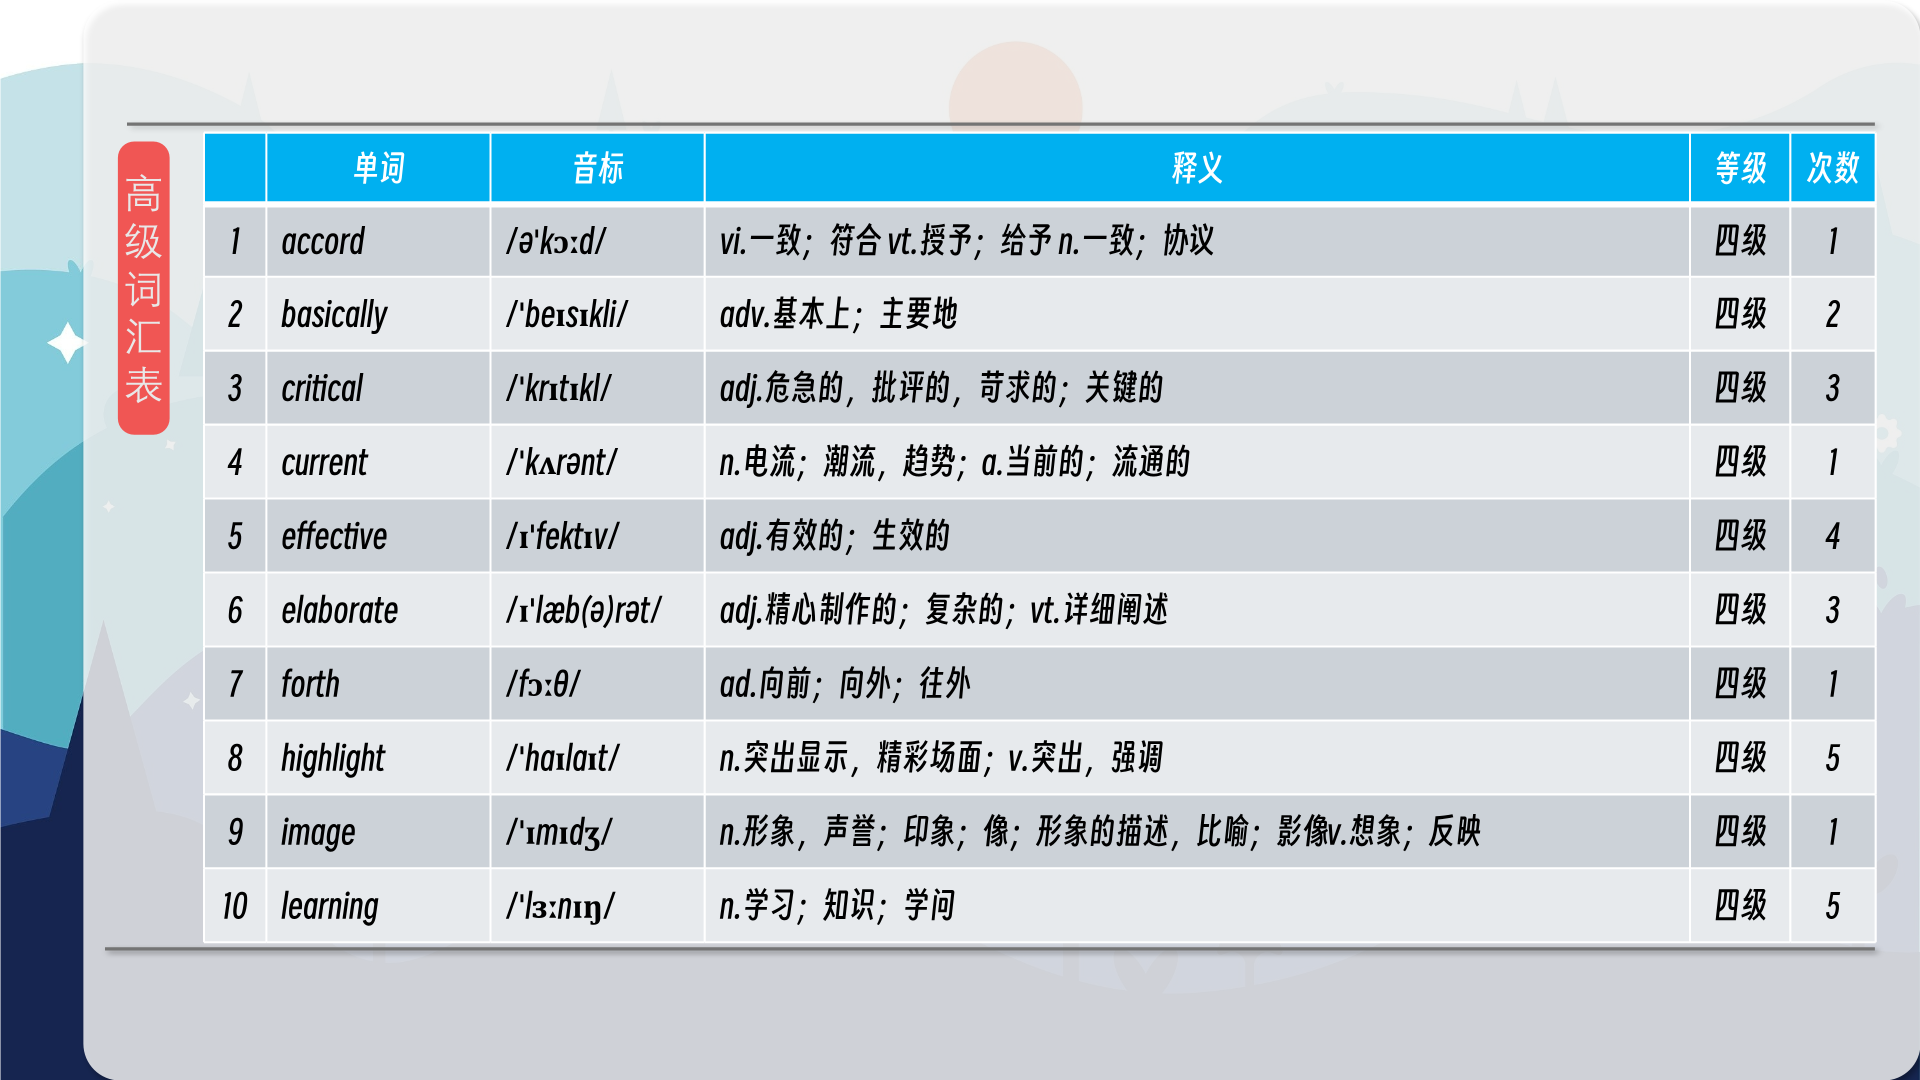 高级词汇表
单词 音标 释义 等级 次数
1 accord /ə'kɔːd/ vi.一致；符合 vt.授予；给予 n.一致；协议 四级 1
2 basically /'beɪsɪkli/ adv.基本上；主要地 四级 2
3 critical /'krɪtɪkl/ adj.危急的，批评的，苛求的；关键的 四级 3
4 current /'kʌrənt/ n.电流；潮流，趋势；a.当前的；流通的 四级 1
5 effective /ɪ'fektɪv/ adj.有效的；生效的 四级 4
6 elaborate /ɪ'læb(ə)rət/ adj.精心制作的；复杂的；vt.详细阐述 四级 3
7 forth /fɔːθ/ ad.向前；向外；往外 四级 1
8 highlight /'haɪlaɪt/ n.突出显示，精彩场面；v.突出，强调 四级 5
9 image /'ɪmɪdʒ/ n.形象，声誉；印象；像；形象的描述，比喻；影像v.想象；反映 四级 1
10 learning /'lɜːnɪŋ/ n.学习；知识；学问 四级 5